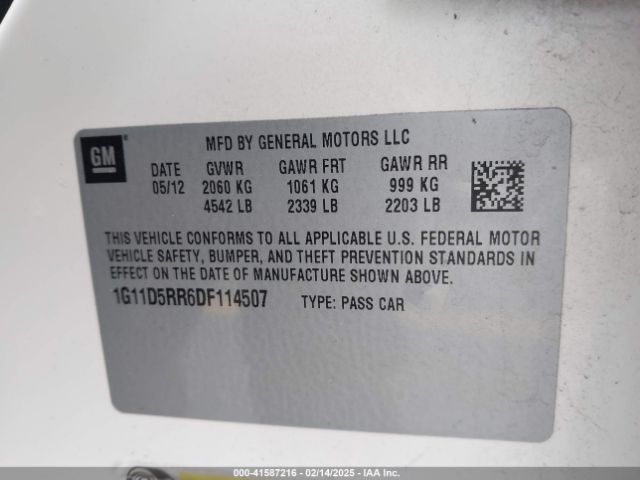 GM
MFD BY GENERAL MOTORS LLC
DATE GVWR GAWR FRT GAWR RR
05/12 2060 KG 1061 KG 999 KG
4542 LB 2339 LB 2203 LB
THIS VEHICLE CONFORMS TO ALL APPLICABLE U.S. FEDERAL MOTOR
VEHICLE SAFETY, BUMPER, AND THEFT PREVENTION STANDARDS IN
EFFECT ON THE DATE OF MANUFACTURE SHOWN ABOVE.
1G11D5RR6DF114507 TYPE: PASS CAR
000-41587216 - 02/14/2025 - IAA Inc.